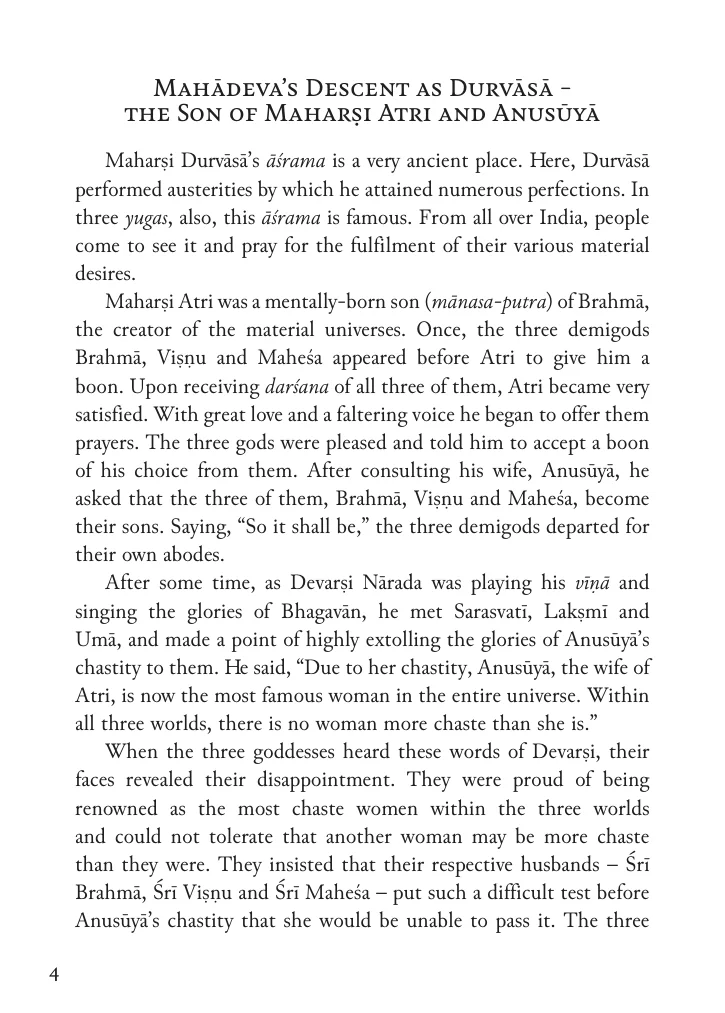 Mahādeva’s Descent as Durvāsā –
the Son of Maharṣi Atri and Anusūyā
Maharṣi Durvāsā’s āśrama is a very ancient place. Here, Durvāsā
performed austerities by which he attained numerous perfections. In
three yugas, also, this āśrama is famous. From all over India, people
come to see it and pray for the fulfilment of their various material
desires.
Maharṣi Atri was a mentally-born son (mānasa-putra) of Brahmā,
the creator of the material universes. Once, the three demigods
Brahmā, Viṣṇu and Maheśa appeared before Atri to give him a
boon. Upon receiving darśana of all three of them, Atri became very
satisfied. With great love and a faltering voice he began to offer them
prayers. The three gods were pleased and told him to accept a boon
of his choice from them. After consulting his wife, Anusūyā, he
asked that the three of them, Brahmā, Viṣṇu and Maheśa, become
their sons. Saying, “So it shall be,” the three demigods departed for
their own abodes.
After some time, as Devarṣi Nārada was playing his vīṇā and
singing the glories of Bhagavān, he met Sarasvatī, Lakṣmī and
Umā, and made a point of highly extolling the glories of Anusūyā’s
chastity to them. He said, “Due to her chastity, Anusūyā, the wife of
Atri, is now the most famous woman in the entire universe. Within
all three worlds, there is no woman more chaste than she is.”
When the three goddesses heard these words of Devarṣi, their
faces revealed their disappointment. They were proud of being
renowned as the most chaste women within the three worlds
and could not tolerate that another woman may be more chaste
than they were. They insisted that their respective husbands – Śrī
Brahmā, Śrī Viṣṇu and Śrī Maheśa – put such a difficult test before
Anusūyā’s chastity that she would be unable to pass it. The three
4